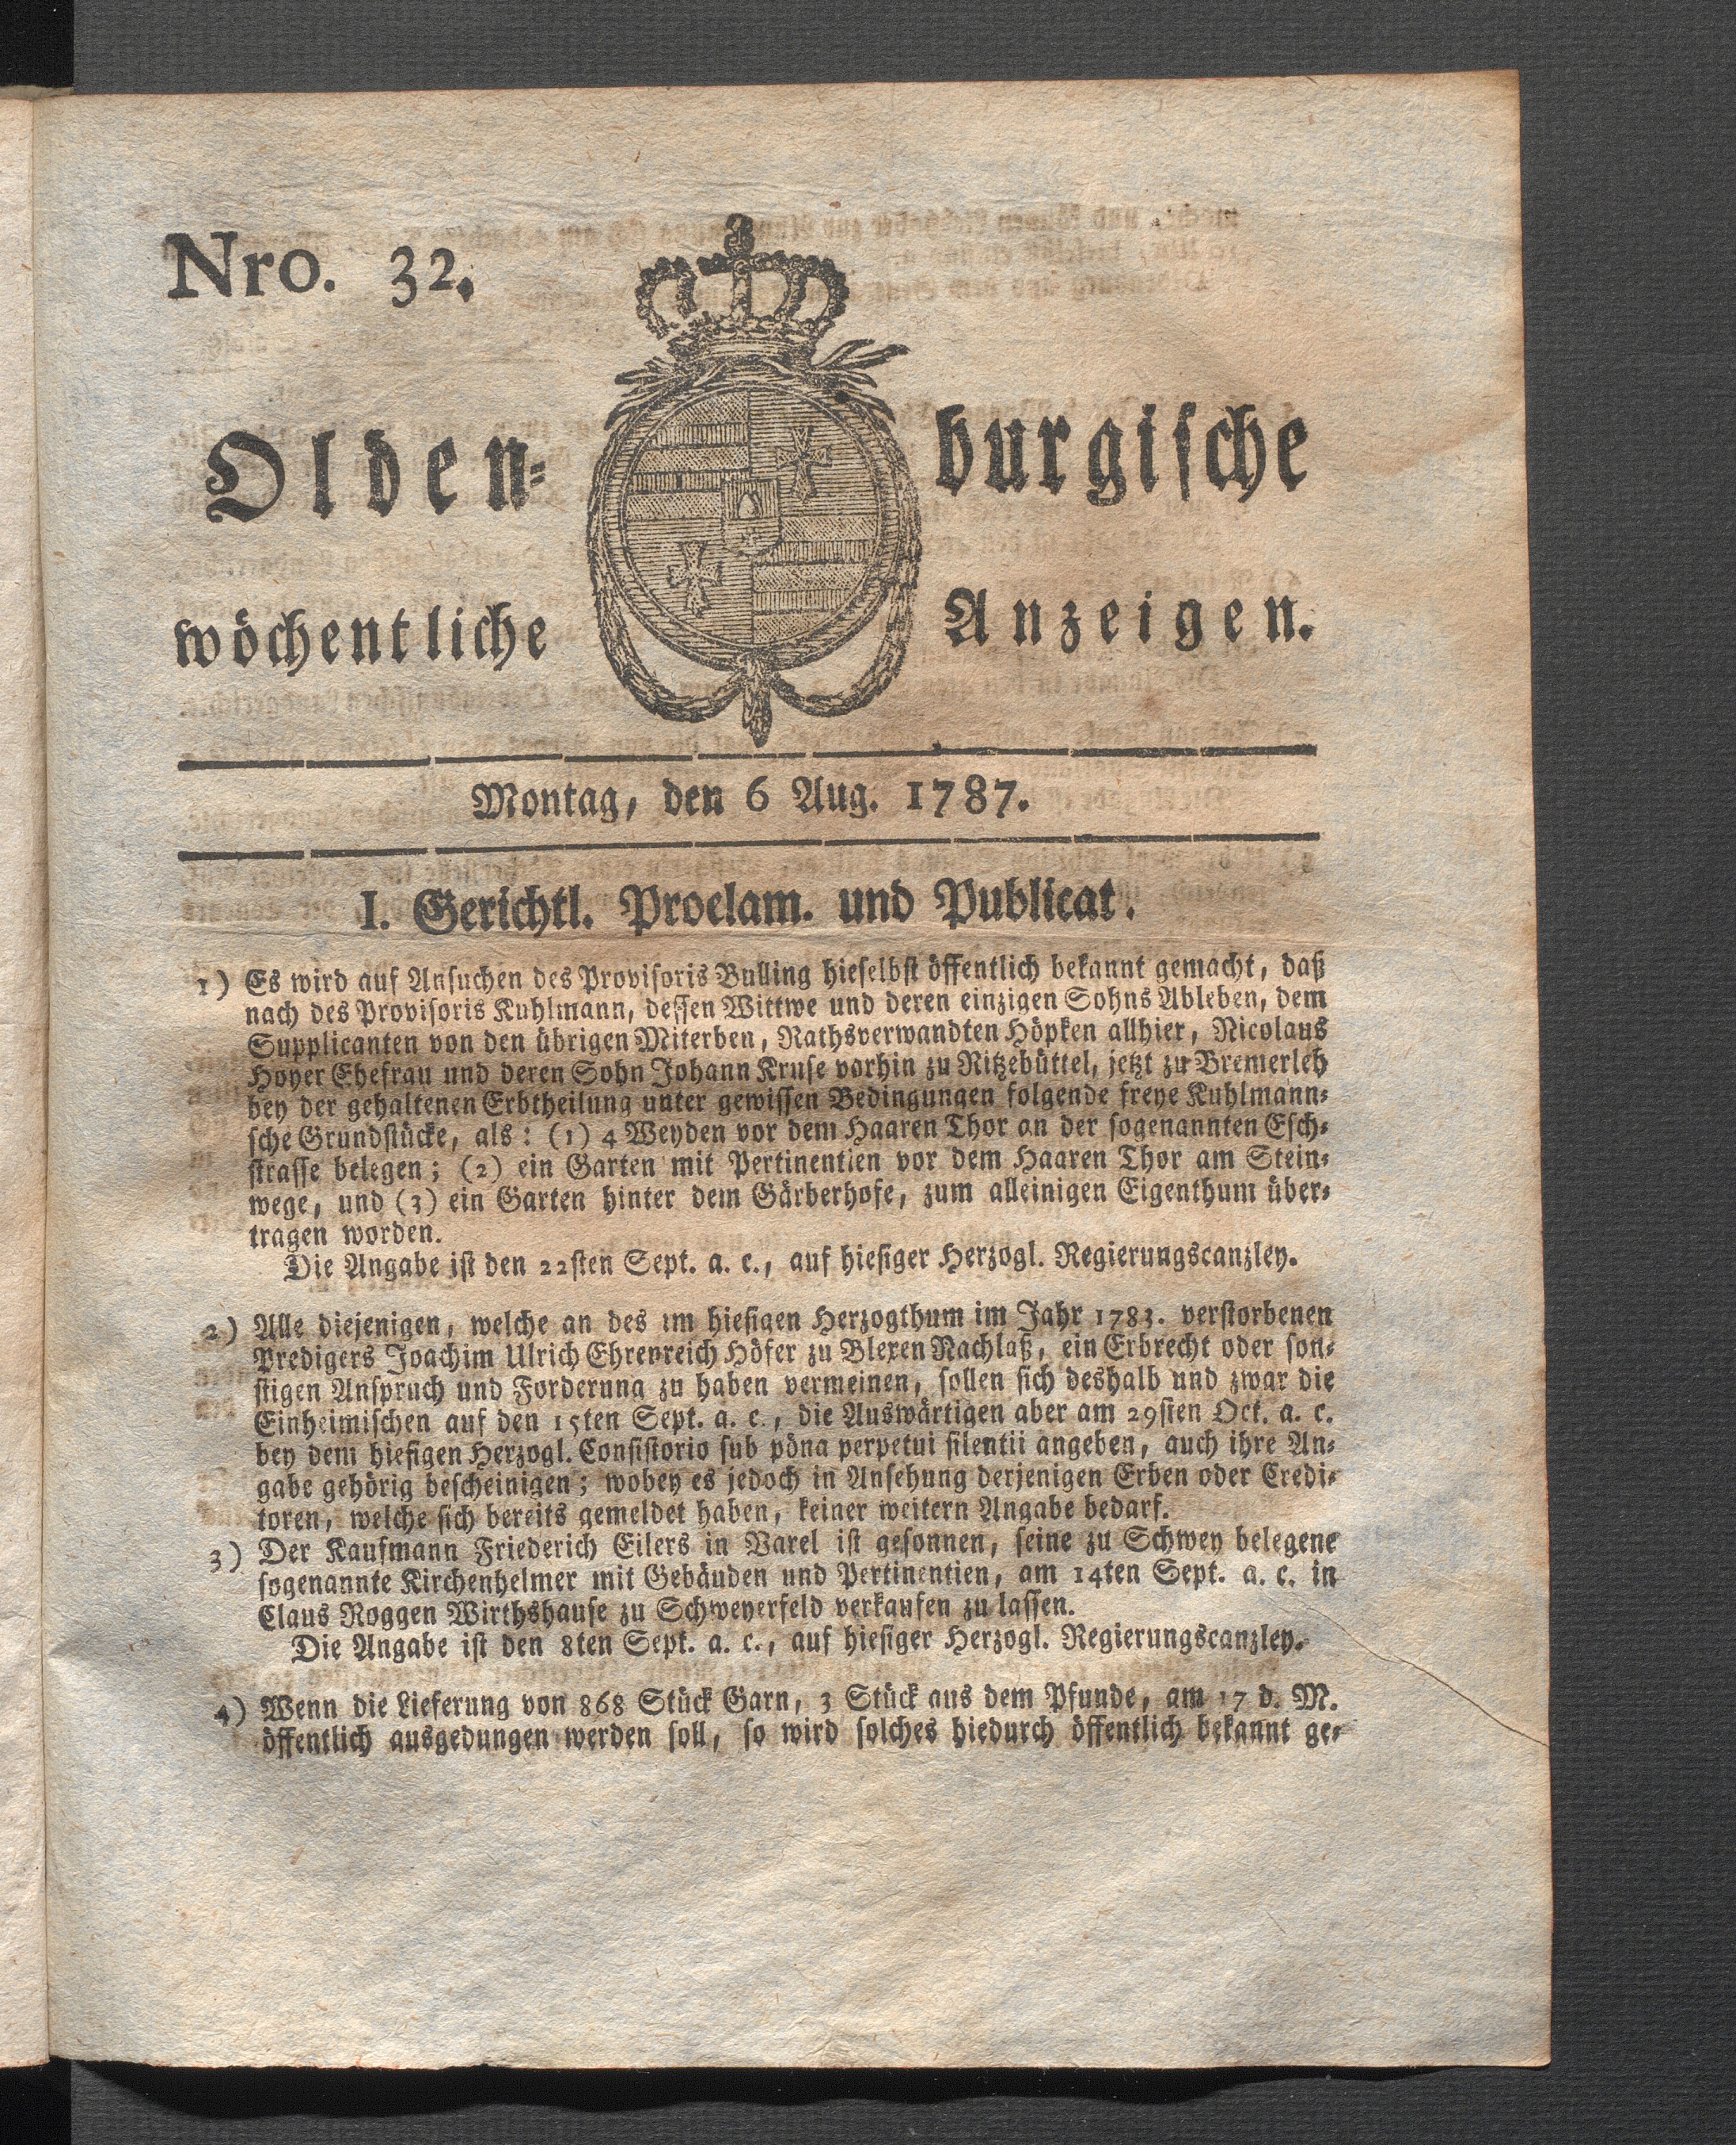 Nro. 32.
Olden⸗ burgische
wöchentliche Anzeigen.
Montag, den 6 Aug. 1787.
I. Gerichtl. Proclam. und Publicat.
1) Es wird auf Ansuchen des Provisoris Bulling hieselbst öffentlich bekannt gemacht, daß
nach des Provisoris Kuhlmann, dessen Wittwe und deren einzigen Sohns Ableben, dem
Supplicanten von den übrigen Miterben, Rathsverwandten Höpken allhier, Nicolaus
Hoyer Ehefrau und deren Sohn Johann Kruse vorhin zu Ritzebüttel, jetzt zu Bremerleh
bey der gehaltenen Erbtheilung unter gewissen Bedingungen folgende freye Kuhlmann⸗
sche Grundstücke, als: (1) 4 Weyden vor dem Haaren Thor an der sogenannten Esch⸗
strasse belegen; (2) ein Garten mit Pertinentien vor dem Haaren Thor am Stein⸗
wege, und (3) ein Garten hinter dem Gärberhofe, zum alleinigen Eigenthum über⸗
tragen worden.
Die Angabe ist den 22sten Sept. a. c., auf hiesiger Herzogl. Regierungscanzley.
2) Alle diejenigen, welche an des im hiesigen Herzogthum im Jahr 1783. verstorbenen
Predigers Joachim Ulrich Ehrenreich Höfer zu Blexen Nachlaß, ein Erbrecht oder son⸗
stigen Anspruch und Forderung zu haben vermeinen, sollen sich deshalb und zwar die
Einheimischen auf den 15ten Sept. a. c., die Auswärtigen aber am 29sten Oct. a. c.
bey dem hiesigen Herzogl. Consistorio sub pöna perpetui silentii angeben, auch ihre An⸗
gabe gehörig bescheinigen; wobey es jedoch in Ansehung derjenigen Erben oder Credi⸗
toren, welche sich bereits gemeldet haben, keiner weitern Angabe bedarf.
3) Der Kaufmann Friederich Eilers in Varel ist gesonnen, seine zu Schwey belegene
sogenannte Kirchenhelmer mit Gebäuden und Pertinentien, am 14ten Sept. a. c. in
Claus Roggen Wirthshause zu Schweyerfeld verkaufen zu lassen.
Die Angabe ist den 8ten Sept. a. c., auf hiesiger Herzogl. Regierungscanzley.
4) Wenn die Lieferung von 868 Stück Garn, 3 Stück aus dem Pfunde, am 17 d. M.
öffentlich ausgedungen werden soll, so wird solches hiedurch öffentlich bekannt ge⸗